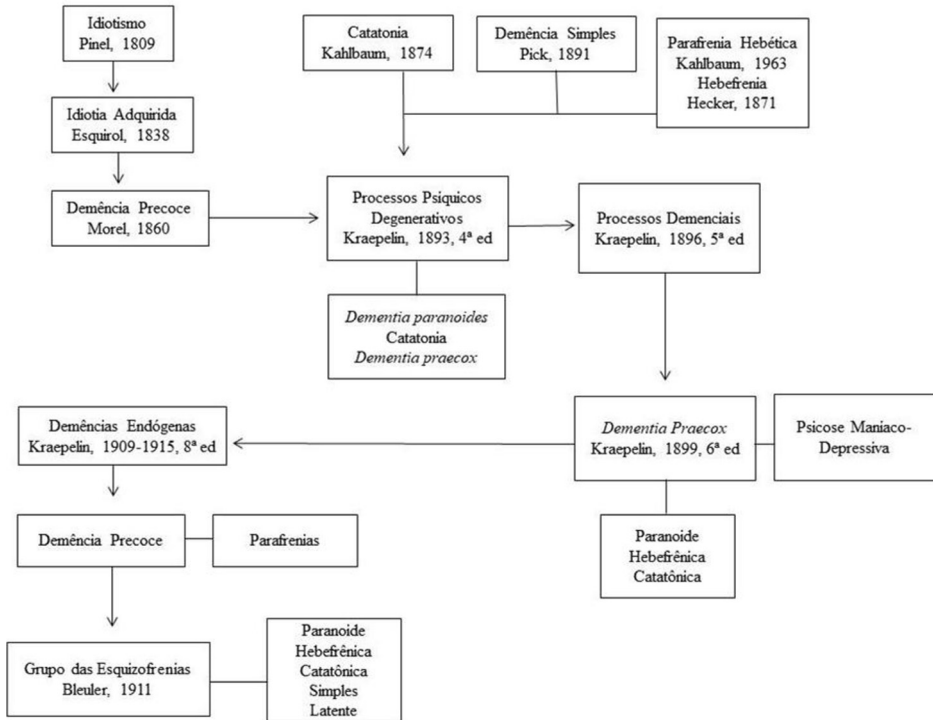 Idiotismo
Pinel, 1809
Catatonia
Kahlbaum, 1874
Demência Simples
Pick, 1891
Parafrenia Hebética
Kahlbaum, 1963
Hebefrenia
Hecker, 1871
Idiotia Adquirida
Esquirol, 1838
Demência Precoce
Morel, 1860
Processos Psíquicos
Degenerativos
Kraepelin, 1893, 4ª ed
Processos Demenciais
Kraepelin, 1896, 5ª ed
Dementia paranoides
Catatonia
Dementia praecox
Demências Endógenas
Kraepelin, 1909-1915, 8ª ed
Dementia Praecox
Kraepelin, 1899, 6ª ed
Psicose Maniaco-
Depressiva
Demência Precoce
Parafrenias
Paranoide
Hebefrênica
Catatônica
Grupo das Esquizofrenias
Bleuler, 1911
Paranoide
Hebefrênica
Catatônica
Simples
Latente